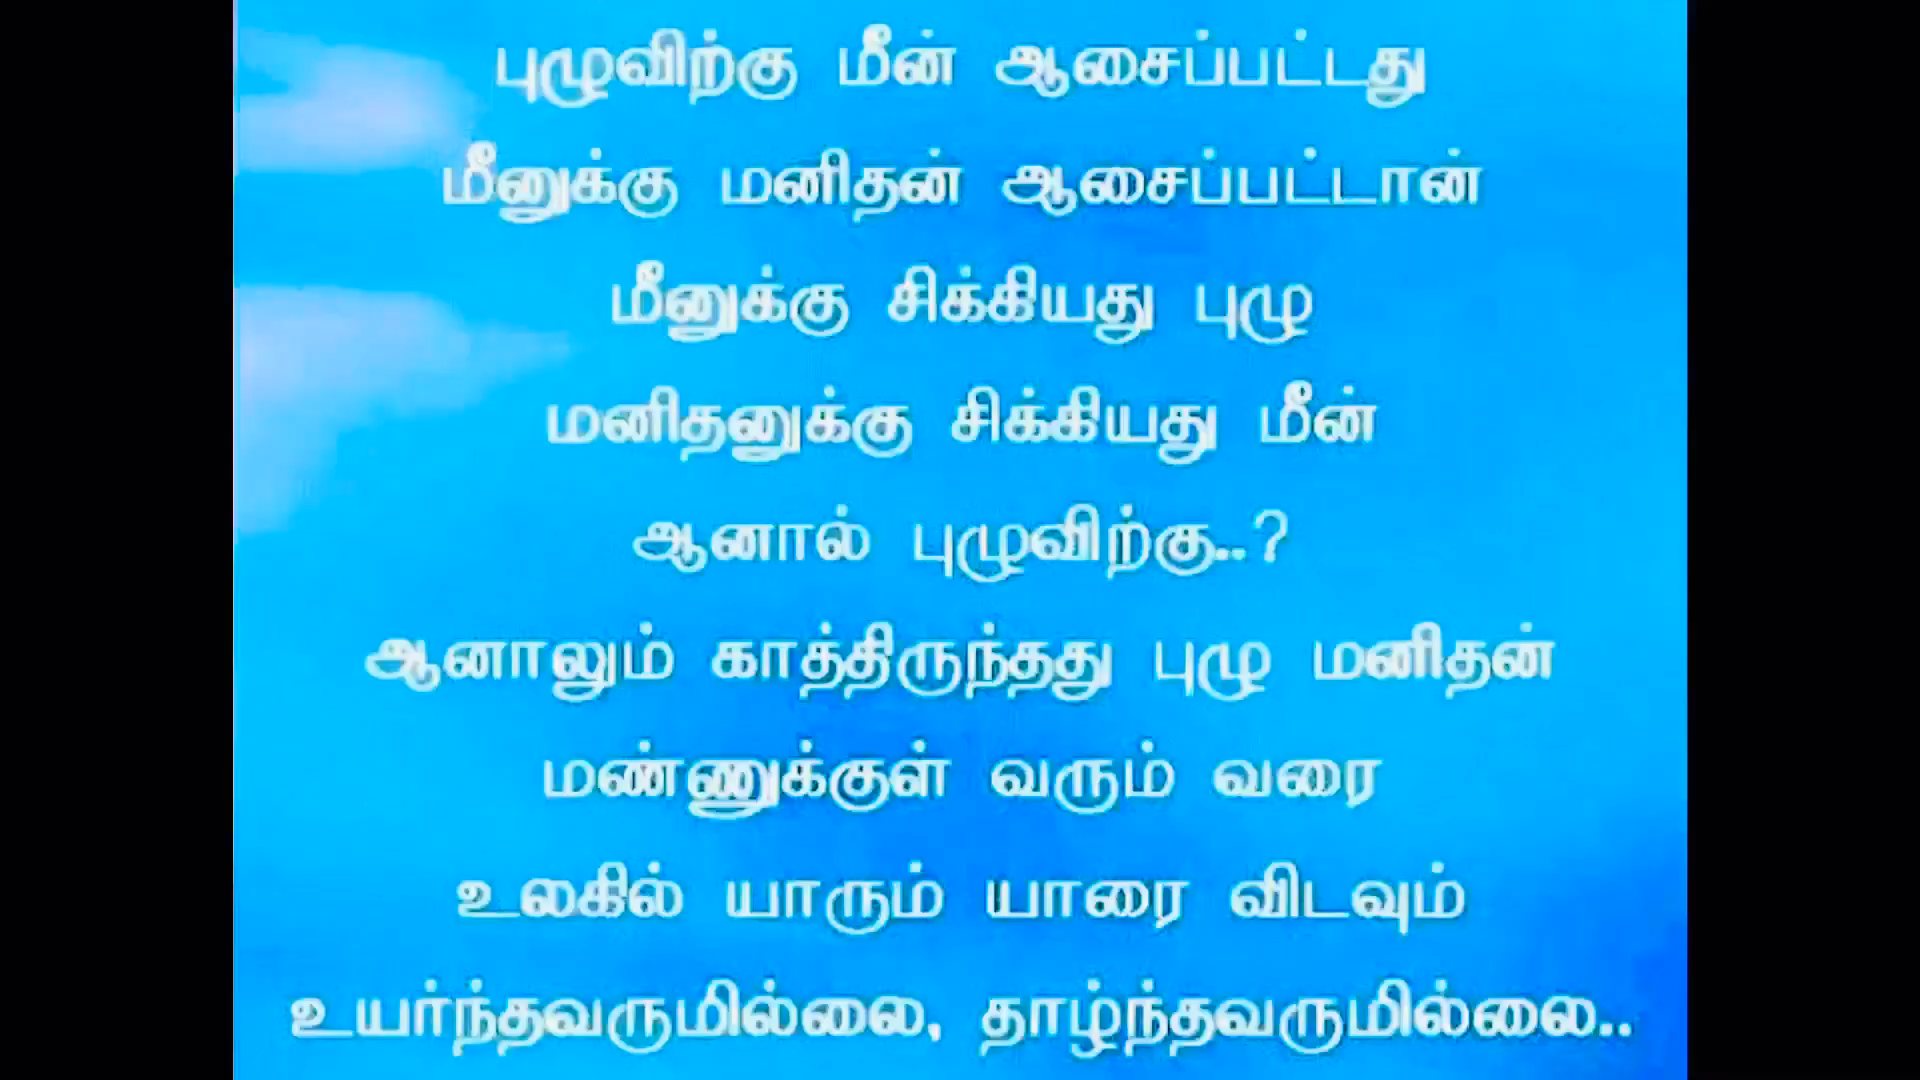 புழுவிற்கு மீன் ஆசைப்பட்டது
மீனுக்கு மனிதன் ஆசைப்பட்டான்
மீனுக்கு சிக்கியது புழு
மனிதனுக்கு சிக்கியது மீன்
ஆனால் புழுவிற்கு..?
ஆனாலும் காத்திருந்தது புழு மனிதன்
மண்ணுக்குள் வரும் வரை
உலகில் யாரும் யாரை விடவும்
உயர்ந்தவருமில்லை, தாழ்ந்தவருமில்லை..